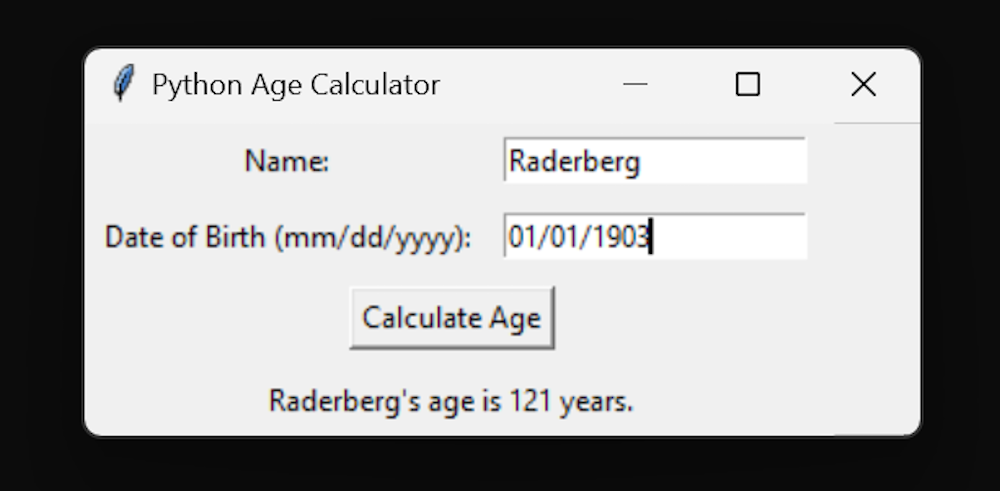 Python Age Calculator
Name: Raderberg
Date of Birth (mm/dd/yyyy): 01/01/1903
Calculate Age
Raderberg's age is 121 years.